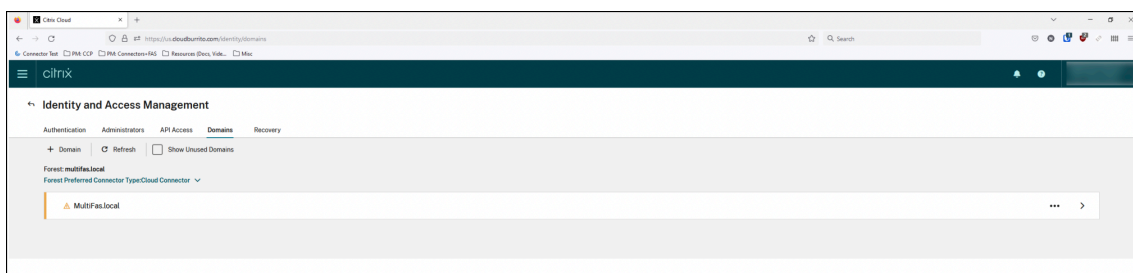 Citrix Cloud
https://us.cloudburrito.com/identity/domains
Search
Connector Test PM: CCP PM: Connectors+FAS Resources (Docs, Vide... Misc
citrix
Identity and Access Management
Authentication Administrators API Access Domains Recovery
+ Domain Refresh Show Unused Domains
Forest: multifas.local
Forest Preferred Connector Type:Cloud Connector
MultiFas.local